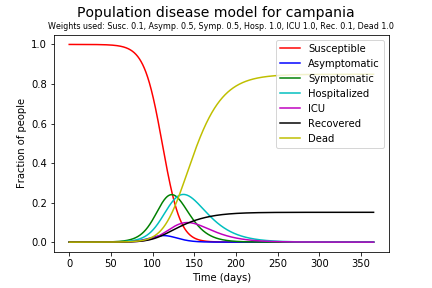 Population disease model for campania
Weights used: Susc. 0.1, Asymp. 0.5, Symp. 0.5, Hosp. 1.0, ICU 1.0, Rec. 0.1, Dead 1.0
Fraction of people
1.0
0.8
0.6
0.4
0.2
0.0
Susceptible
Asymptomatic
Symptomatic
Hospitalized
ICU
Recovered
Dead
0 50 100 150 200 250 300 350
Time (days)